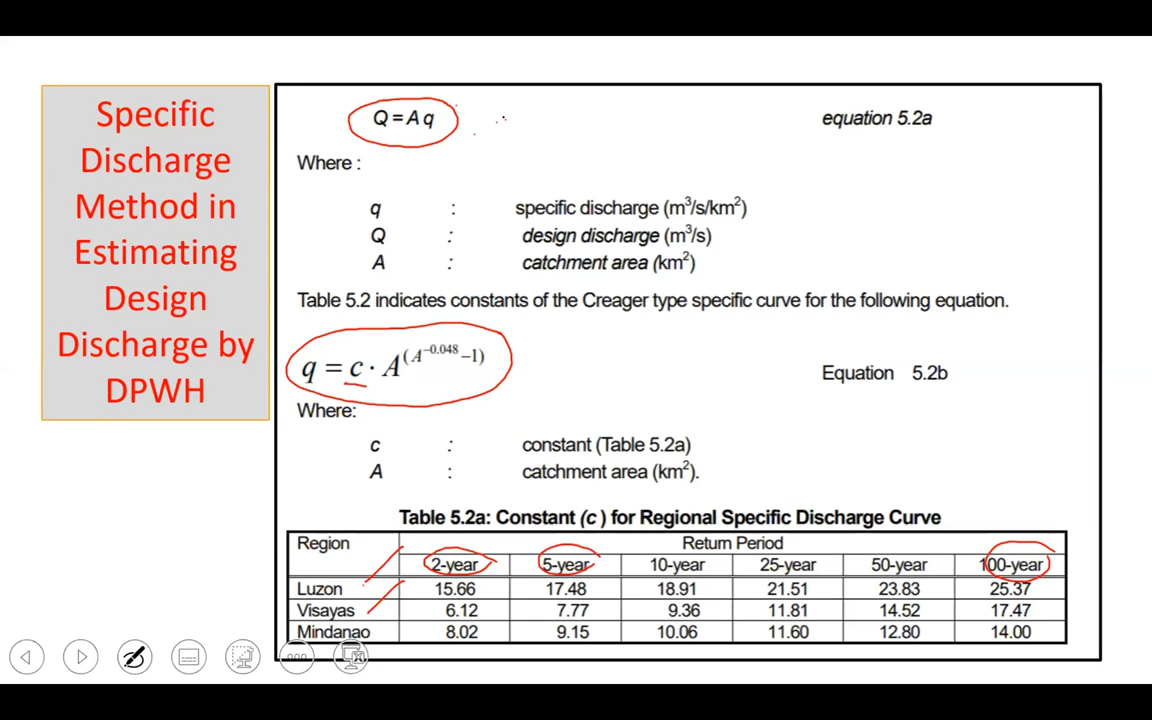 Specific
Discharge
Method in
Estimating
Design
Discharge by
DPWH
Q = A q equation 5.2a
Where :
q : specific discharge (m³/s/km²)
Q : design discharge (m³/s)
A : catchment area (km²)
Table 5.2 indicates constants of the Creager type specific curve for the following equation.
q = c · A^(A^-0.048 –1) Equation 5.2b
Where:
c : constant (Table 5.2a)
A : catchment area (km²).
Table 5.2a: Constant (c ) for Regional Specific Discharge Curve
Region Return Period
2-year 5-year 10-year 25-year 50-year 100-year
Luzon 15.66 17.48 18.91 21.51 23.83 25.37
Visayas 6.12 7.77 9.36 11.81 14.52 17.47
Mindanao 8.02 9.15 10.06 11.60 12.80 14.00